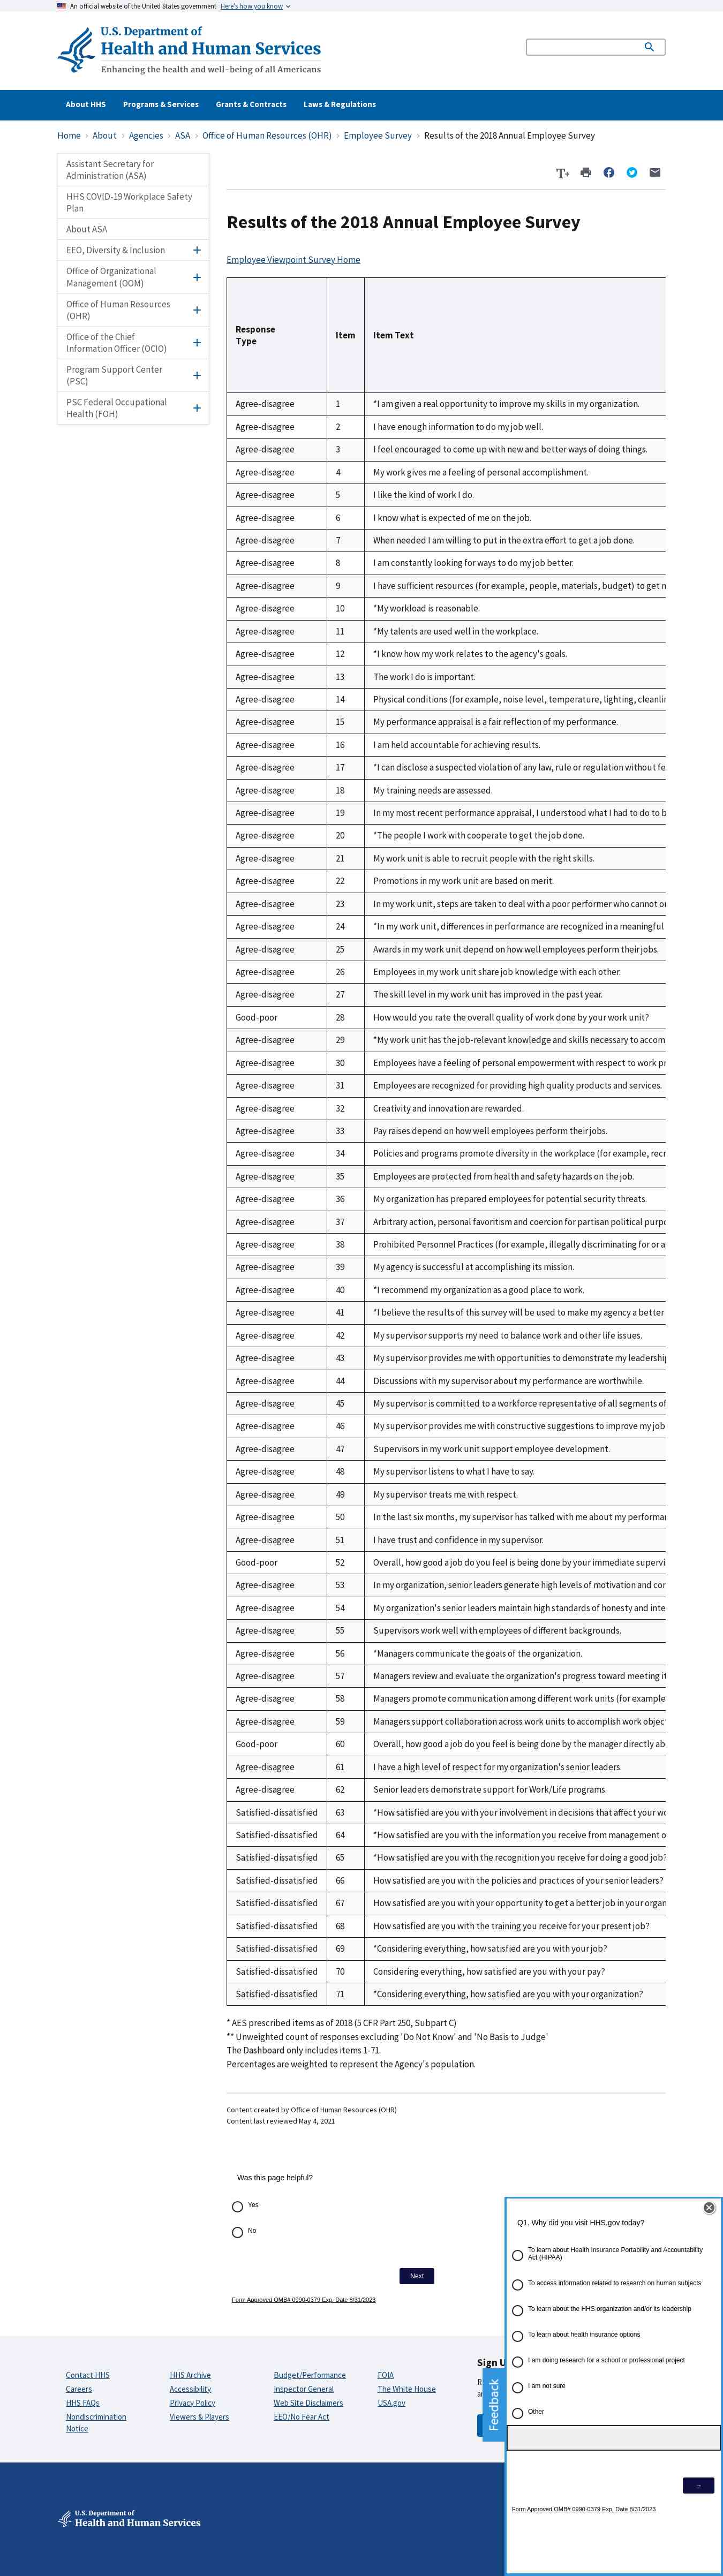 An official website of the United States government Here's how you know
U.S. Department of
Health and Human Services
Enhancing the health and well-being of all Americans
About HHS Programs & Services Grants & Contracts Laws & Regulations
Home About Agencies ASA Office of Human Resources (OHR) Employee Survey Results of the 2018 Annual Employee Survey
Assistant Secretary for
Administration (ASA)
HHS COVID-19 Workplace Safety
Plan
About ASA
EEO, Diversity & Inclusion
Office of Organizational
Management (OOM)
Office of Human Resources
(OHR)
Office of the Chief
Information Officer (OCIO)
Program Support Center
(PSC)
PSC Federal Occupational
Health (FOH)
T+
Results of the 2018 Annual Employee Survey
Employee Viewpoint Survey Home
Response
Type
Item Item Text
Agree-disagree 1 *I am given a real opportunity to improve my skills in my organization.
Agree-disagree 2 I have enough information to do my job well.
Agree-disagree 3 I feel encouraged to come up with new and better ways of doing things.
Agree-disagree 4 My work gives me a feeling of personal accomplishment.
Agree-disagree 5 I like the kind of work I do.
Agree-disagree 6 I know what is expected of me on the job.
Agree-disagree 7 When needed I am willing to put in the extra effort to get a job done.
Agree-disagree 8 I am constantly looking for ways to do my job better.
Agree-disagree 9 I have sufficient resources (for example, people, materials, budget) to get
Agree-disagree 10 *My workload is reasonable.
Agree-disagree 11 *My talents are used well in the workplace.
Agree-disagree 12 *I know how my work relates to the agency's goals.
Agree-disagree 13 The work I do is important.
Agree-disagree 14 Physical conditions (for example, noise level, temperature, lighting,
Agree-disagree 15 My performance appraisal is a fair reflection of my performance.
Agree-disagree 16 I am held accountable for achieving results.
Agree-disagree 17 *I can disclose a suspected violation of any law, rule or regulation without
Agree-disagree 18 My training needs are assessed.
Agree-disagree 19 In my most recent performance appraisal, I understood what I had to do to
Agree-disagree 20 *The people I work with cooperate to get the job done.
Agree-disagree 21 My work unit is able to recruit people with the right skills.
Agree-disagree 22 Promotions in my work unit are based on merit.
Agree-disagree 23 In my work unit, steps are taken to deal with a poor performer who cannot
Agree-disagree 24 *In my work unit, differences in performance are recognized in a meaningful
Agree-disagree 25 Awards in my work unit depend on how well employees perform their jobs.
Agree-disagree 26 Employees in my work unit share job knowledge with each other.
Agree-disagree 27 The skill level in my work unit has improved in the past year.
Good-poor 28 How would you rate the overall quality of work done by your work unit?
Agree-disagree 29 *My work unit has the job-relevant knowledge and skills necessary to
Agree-disagree 30 Employees have a feeling of personal empowerment with respect to work
Agree-disagree 31 Employees are recognized for providing high quality products and services.
Agree-disagree 32 Creativity and innovation are rewarded.
Agree-disagree 33 Pay raises depend on how well employees perform their jobs.
Agree-disagree 34 Policies and programs promote diversity in the workplace (for example,
Agree-disagree 35 Employees are protected from health and safety hazards on the job.
Agree-disagree 36 My organization has prepared employees for potential security threats.
Agree-disagree 37 Arbitrary action, personal favoritism and coercion for partisan political
Agree-disagree 38 Prohibited Personnel Practices (for example, illegally discriminating for or
Agree-disagree 39 My agency is successful at accomplishing its mission.
Agree-disagree 40 *I recommend my organization as a good place to work.
Agree-disagree 41 *I believe the results of this survey will be used to make my agency a better
Agree-disagree 42 My supervisor supports my need to balance work and other life issues.
Agree-disagree 43 My supervisor provides me with opportunities to demonstrate my
Agree-disagree 44 Discussions with my supervisor about my performance are worthwhile.
Agree-disagree 45 My supervisor is committed to a workforce representative of all segments of
Agree-disagree 46 My supervisor provides me with constructive suggestions to improve my job
Agree-disagree 47 Supervisors in my work unit support employee development.
Agree-disagree 48 My supervisor listens to what I have to say.
Agree-disagree 49 My supervisor treats me with respect.
Agree-disagree 50 In the last six months, my supervisor has talked with me about my
Agree-disagree 51 I have trust and confidence in my supervisor.
Good-poor 52 Overall, how good a job do you feel is being done by your immediate
Agree-disagree 53 In my organization, senior leaders generate high levels of motivation and
Agree-disagree 54 My organization's senior leaders maintain high standards of honesty and
Agree-disagree 55 Supervisors work well with employees of different backgrounds.
Agree-disagree 56 *Managers communicate the goals of the organization.
Agree-disagree 57 Managers review and evaluate the organization's progress toward meeting
Agree-disagree 58 Managers promote communication among different work units (for example
Agree-disagree 59 Managers support collaboration across work units to accomplish work
Good-poor 60 Overall, how good a job do you feel is being done by the manager directly
Agree-disagree 61 I have a high level of respect for my organization's senior leaders.
Agree-disagree 62 Senior leaders demonstrate support for Work/Life programs.
Satisfied-dissatisfied 63 *How satisfied are you with your involvement in decisions that affect your
Satisfied-dissatisfied 64 *How satisfied are you with the information you receive from management
Satisfied-dissatisfied 65 *How satisfied are you with the recognition you receive for doing a good job?
Satisfied-dissatisfied 66 How satisfied are you with the policies and practices of your senior leaders?
Satisfied-dissatisfied 67 How satisfied are you with your opportunity to get a better job in your
Satisfied-dissatisfied 68 How satisfied are you with the training you receive for your present job?
Satisfied-dissatisfied 69 *Considering everything, how satisfied are you with your job?
Satisfied-dissatisfied 70 Considering everything, how satisfied are you with your pay?
Satisfied-dissatisfied 71 *Considering everything, how satisfied are you with your organization?
* AES prescribed items as of 2018 (5 CFR Part 250, Subpart C)
** Unweighted count of responses excluding 'Do Not Know' and 'No Basis to Judge'
The Dashboard only includes items 1-71.
Percentages are weighted to represent the Agency's population.
Content created by Office of Human Resources (OHR)
Content last reviewed May 4, 2021
Was this page helpful?
Yes
No
Next
Form Approved OMB# 0990-0379 Exp. Date 8/31/2023
Q1. Why did you visit HHS.gov today?
To learn about Health Insurance Portability and Accountability
Act (HIPAA)
To access information related to research on human subjects
To learn about the HHS organization and/or its leadership
To learn about health insurance options
I am doing research for a school or professional project
I am not sure
Other
→
Form Approved OMB# 0990-0379 Exp. Date 8/31/2023
Feedback
Sign
Contact HHS
Careers
HHS FAQs
Nondiscrimination
Notice
HHS Archive
Accessibility
Privacy Policy
Viewers & Players
Budget/Performance
Inspector General
Web Site Disclaimers
EEO/No Fear Act
FOIA
The White House
USA.gov
U.S. Department of
Health and Human Services